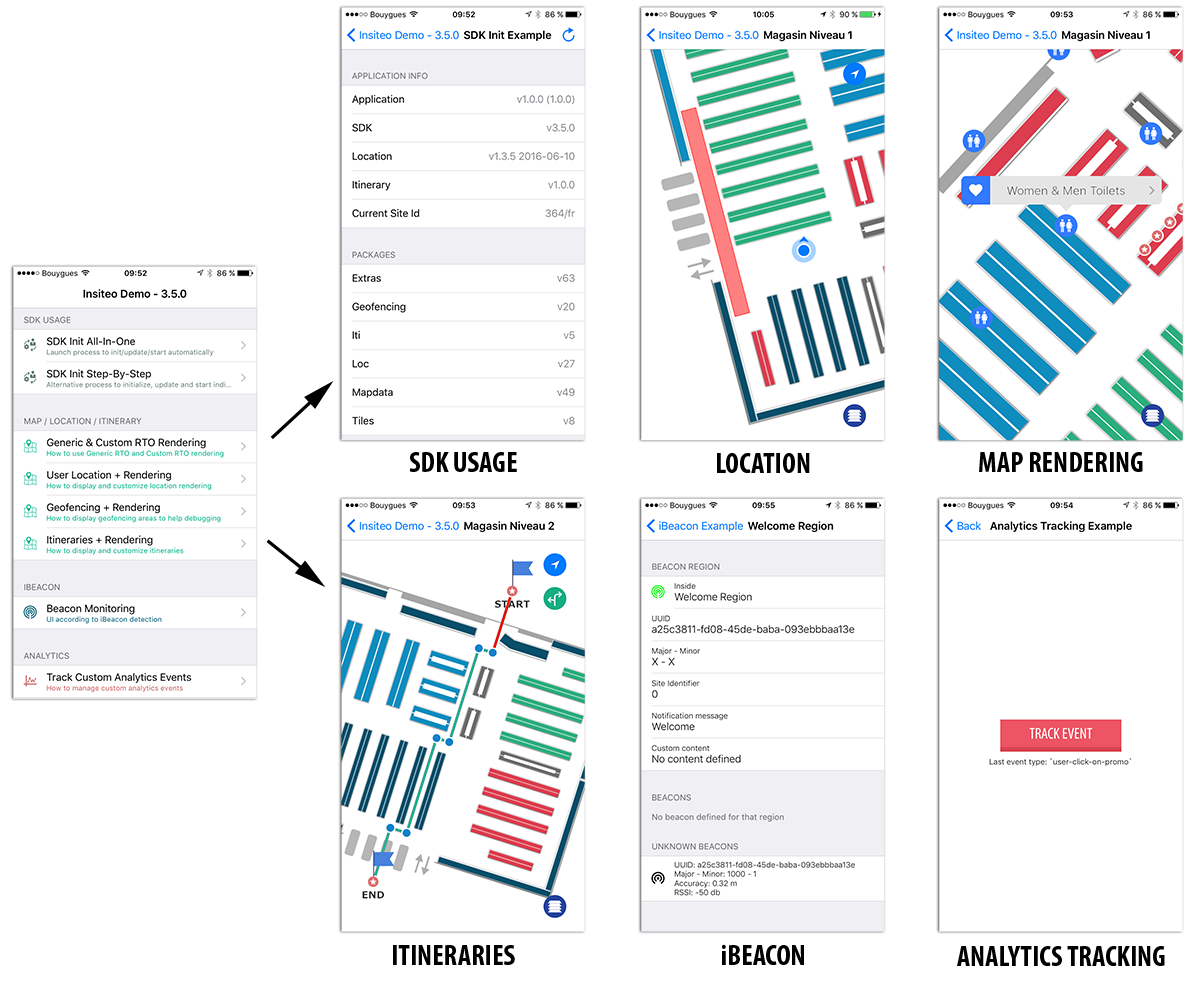 ●●●●○ Bouygues 09:52 86 %
Insiteo Demo - 3.5.0
SDK USAGE
SDK Init All-In-One
Launch process to init/update/start automatically
SDK Init Step-By-Step
Alternative process to initialize, update and start indi...
MAP / LOCATION / ITINERARY
Generic & Custom RTO Rendering
How to use Generic RTO and Custom RTO rendering
User Location + Rendering
How to display and customize location rendering
Geofencing + Rendering
How to display geofencing areas to help debugging
Itineraries + Rendering
How to display and customize itineraries
IBEACON
Beacon Monitoring
UI according to iBeacon detection
ANALYTICS
Track Custom Analytics Events
How to manage custom analytics events
●●●○○ Bouygues 09:52 86 %
Insiteo Demo - 3.5.0 SDK Init Example
APPLICATION INFO
Application v1.0.0 (1.0.0)
SDK v3.5.0
Location v1.3.5 2016-06-10
Itinerary v1.0.0
Current Site Id 364/fr
PACKAGES
Extras v63
Geofencing v20
Iti v5
Loc v27
Mapdata v49
Tiles v8
SDK USAGE
●●●○○ Bouygues 10:05 90 %
Insiteo Demo - 3.5.0 Magasin Niveau 1
LOCATION
●●●○○ Bouygues 09:53 86 %
Insiteo Demo - 3.5.0 Magasin Niveau 1
Women & Men Toilets
MAP RENDERING
●●●○○ Bouygues 09:53 86 %
Insiteo Demo - 3.5.0 Magasin Niveau 2
START
END
ITINERARIES
●●●○○ Bouygues 09:55 86 %
iBeacon Example Welcome Region
BEACON REGION
Inside
Welcome Region
UUID
a25c3811-fd08-45de-baba-093ebbbaa13e
Major - Minor
X - X
Site Identifier
0
Notification message
Welcome
Custom content
No content defined
BEACONS
No beacon defined for that region
UNKNOWN BEACONS
UUID: a25c3811-fd08-45de-baba-093ebbbaa13e
Major - Minor: 1000 - 1
Accuracy: 0.32 m
RSSI: -50 db
iBEACON
●●●○○ Bouygues 09:54 86 %
Back Analytics Tracking Example
TRACK EVENT
Last event type: `user-click-on-promo`
ANALYTICS TRACKING